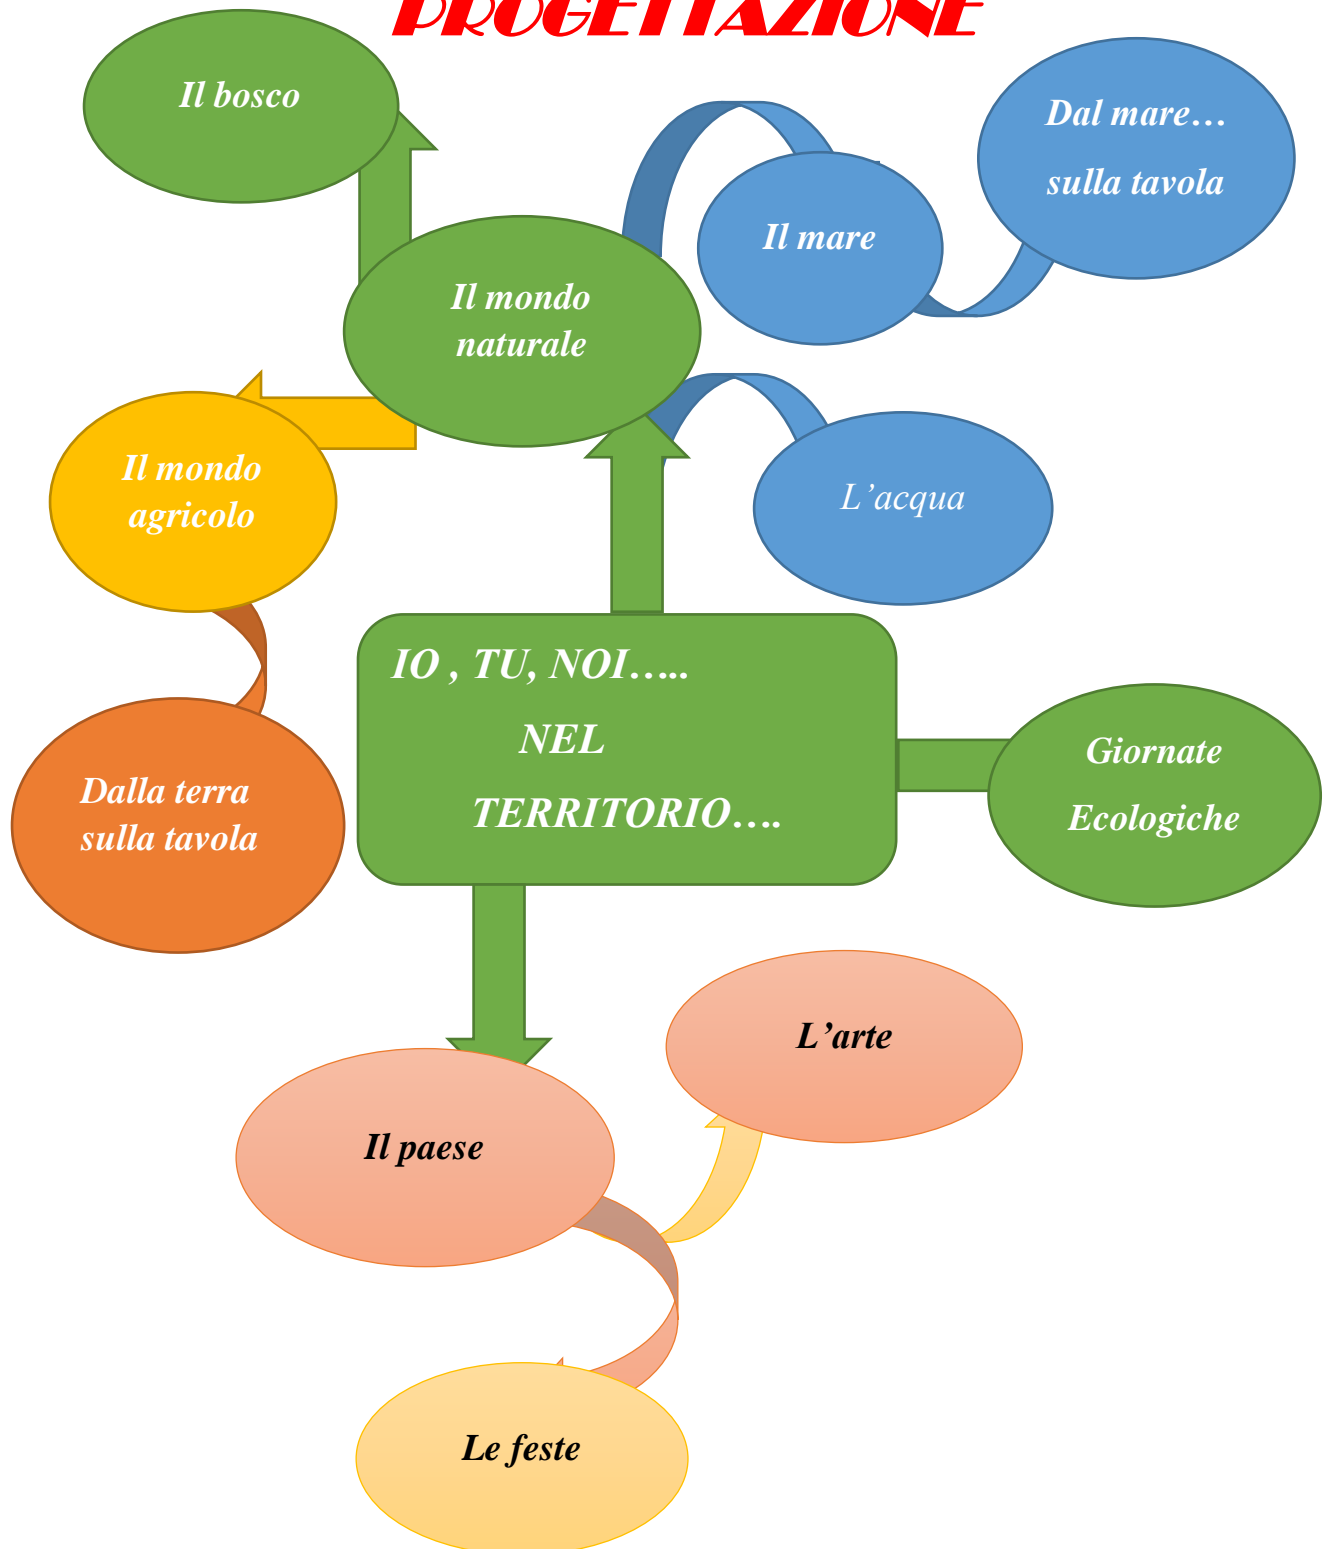 PROGETTAZIONE
Il bosco
Dal mare…
sulla tavola
Il mare
Il mondo
naturale
Il mondo
agricolo
L’acqua
IO , TU, NOI…..
NEL
TERRITORIO….
Giornate
Ecologiche
Dalla terra
sulla tavola
L’arte
Il paese
Le feste